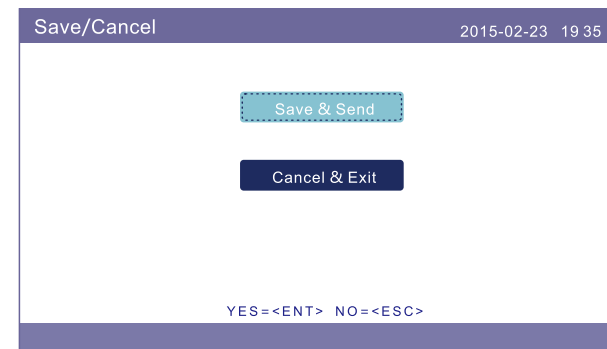 Save/Cancel 2015-02-23 19 35
Save & Send
Cancel & Exit
YES=<ENT> NO=<ESC>